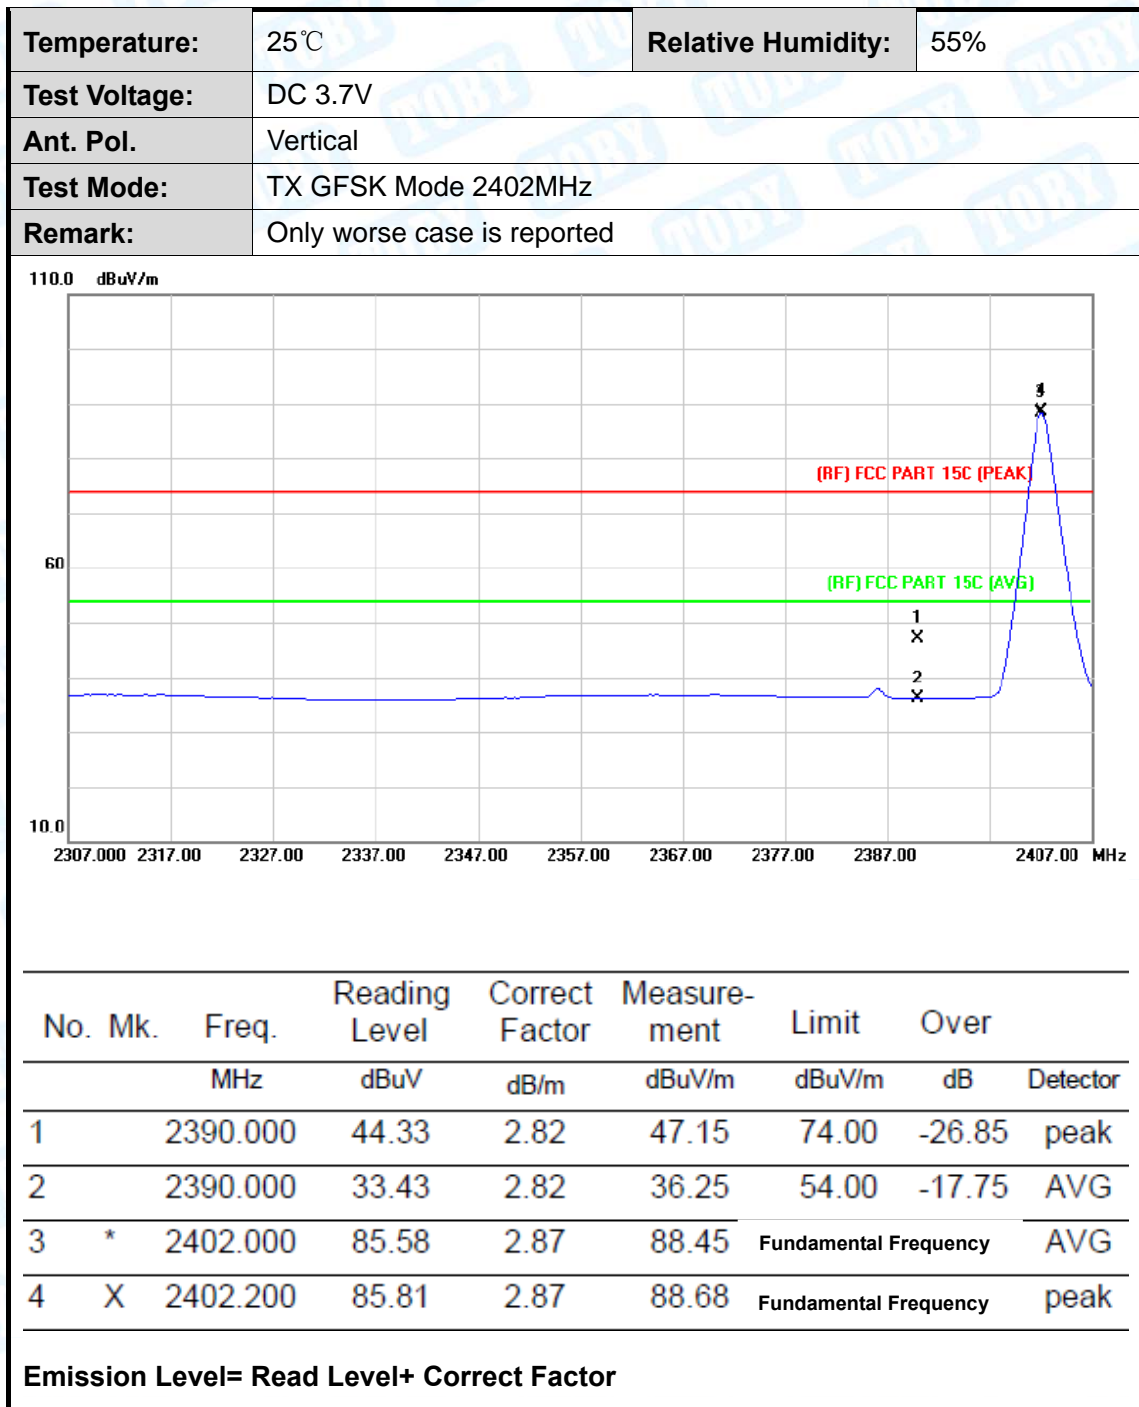 Temperature: 25℃ Relative Humidity: 55%
Test Voltage: DC 3.7V
Ant. Pol. Vertical
Test Mode: TX GFSK Mode 2402MHz
Remark: Only worse case is reported
110.0 dBuV/m
4
3
(RF) FCC PART 15C (PEAK)
60
(RF) FCC PART 15C (AVG)
1
X
2
X
10.0
2307.000 2317.00 2327.00 2337.00 2347.00 2357.00 2367.00 2377.00 2387.00 2407.00 MHz
No. Mk. Freq. Reading Level Correct Factor Measure-ment Limit Over
MHz dBuV dB/m dBuV/m dBuV/m dB Detector
1 2390.000 44.33 2.82 47.15 74.00 -26.85 peak
2 2390.000 33.43 2.82 36.25 54.00 -17.75 AVG
3 * 2402.000 85.58 2.87 88.45 Fundamental Frequency AVG
4 X 2402.200 85.81 2.87 88.68 Fundamental Frequency peak
Emission Level= Read Level+ Correct Factor
TOBY